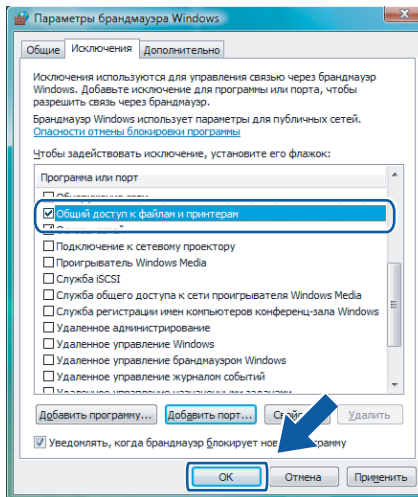 Параметры брандмауэра Windows
Общие
Исключения
Дополнительно
Исключения используются для управления связью через брандмауэр
Windows. Добавьте исключение для программы или порта, чтобы
разрешить связь через брандмауэр.
Брандмауэр Windows использует параметры для публичных сетей.
Опасности отмены блокировки программы
Чтобы задействовать исключение, установите его флажок:
Программа или порт
Общий доступ к файлам и принтерам
Подключение к сетевому проектору
Проигрыватель Windows Media
Служба iSCSI
Служба общего доступа к сети проигрывателя Windows Media
Служба регистрации имен компьютеров конференц-зала Windows
Удаленное администрирование
Удаленное управление Windows
Удаленное управление брандмауэром Windows
Удаленное управление журналом событий
Удаленное управление назначенными задачами
Добавить программу...
Добавить порт...
Удалить
Уведомлять, когда брандмауэр блокирует
OK
Отмена
Применить